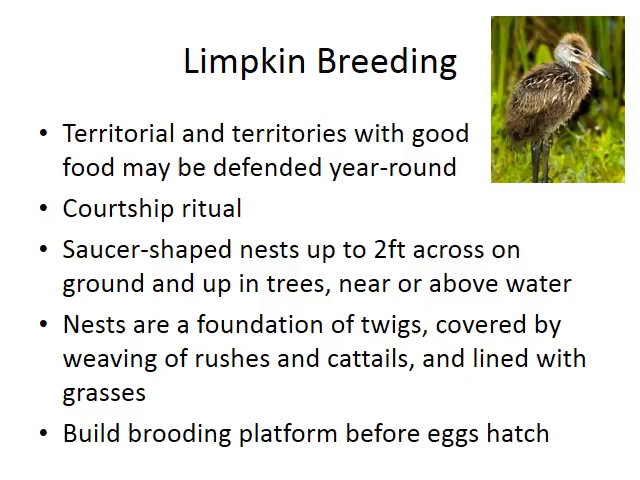 Limpkin Breeding
• Territorial and territories with good
food may be defended year-round
• Courtship ritual
• Saucer-shaped nests up to 2ft across on
ground and up in trees, near or above water
• Nests are a foundation of twigs, covered by
weaving of rushes and cattails, and lined with
grasses
• Build brooding platform before eggs hatch